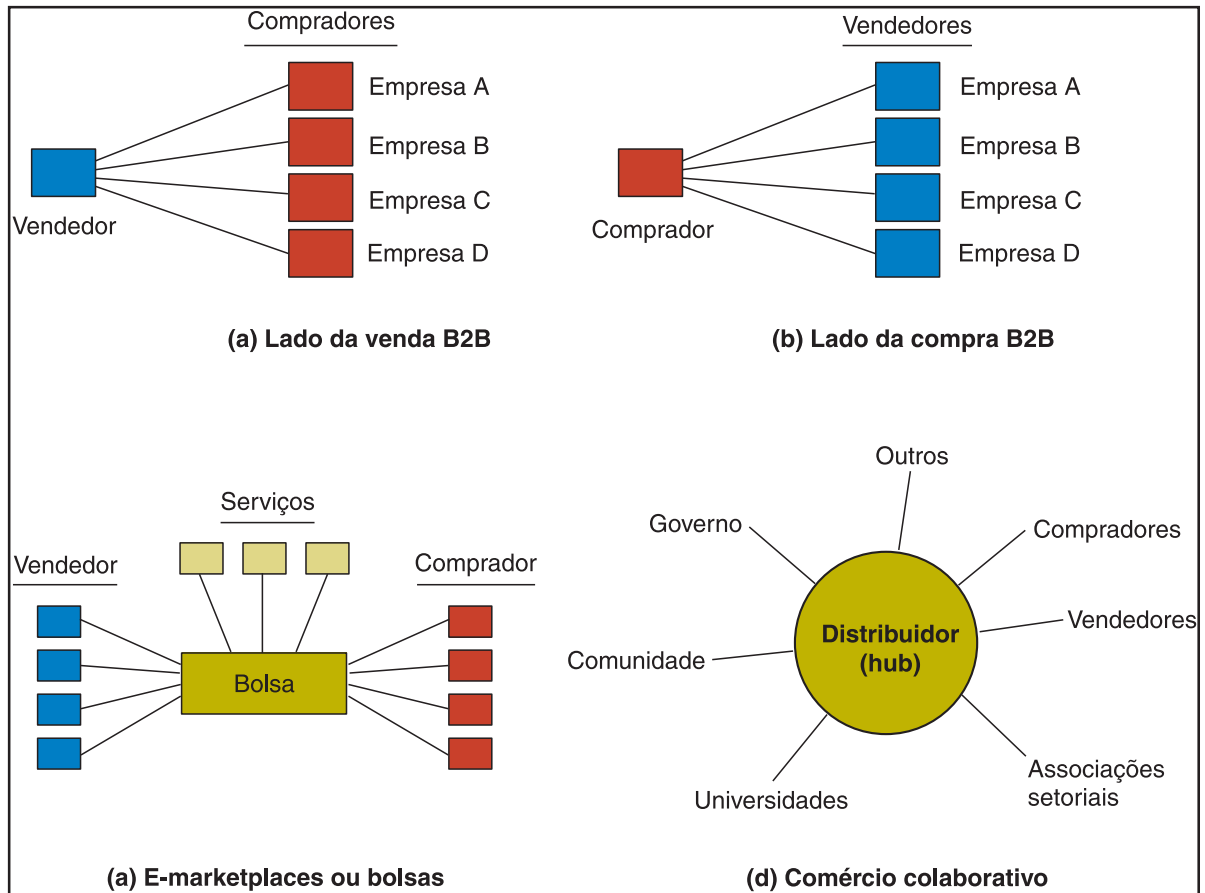 Compradores
Empresa A
Empresa B
Empresa C
Empresa D
Vendedor
(a) Lado da venda B2B
Vendedores
Empresa A
Empresa B
Empresa C
Empresa D
Comprador
(b) Lado da compra B2B
Serviços
Vendedor
Comprador
Bolsa
(a) E-marketplaces ou bolsas
Outros
Governo
Compradores
Vendedores
Distribuidor
(hub)
Comunidade
Universidades
Associações
setoriais
(d) Comércio colaborativo